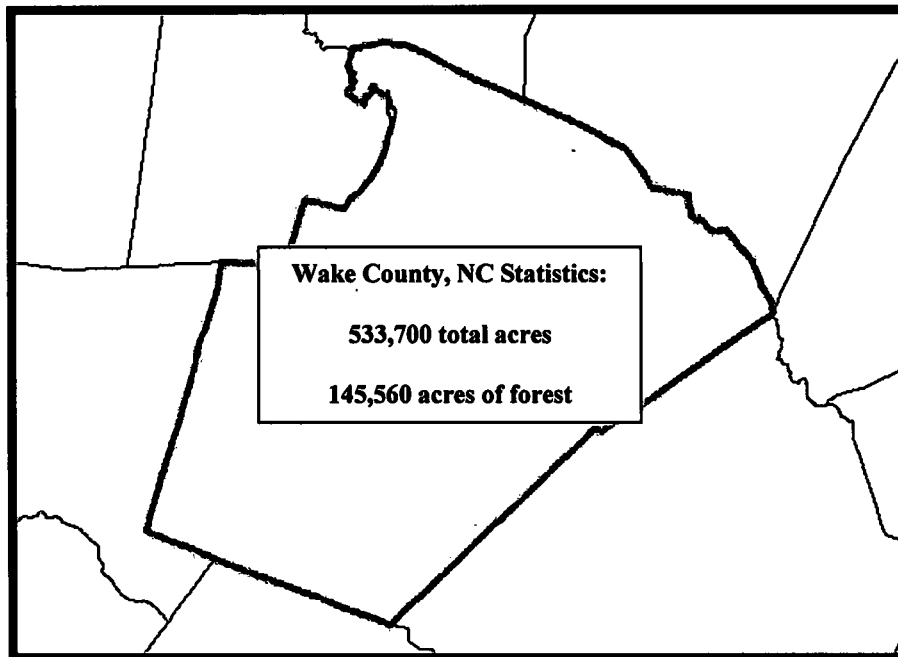 Wake County, NC Statistics:
533,700 total acres
145,560 acres of forest